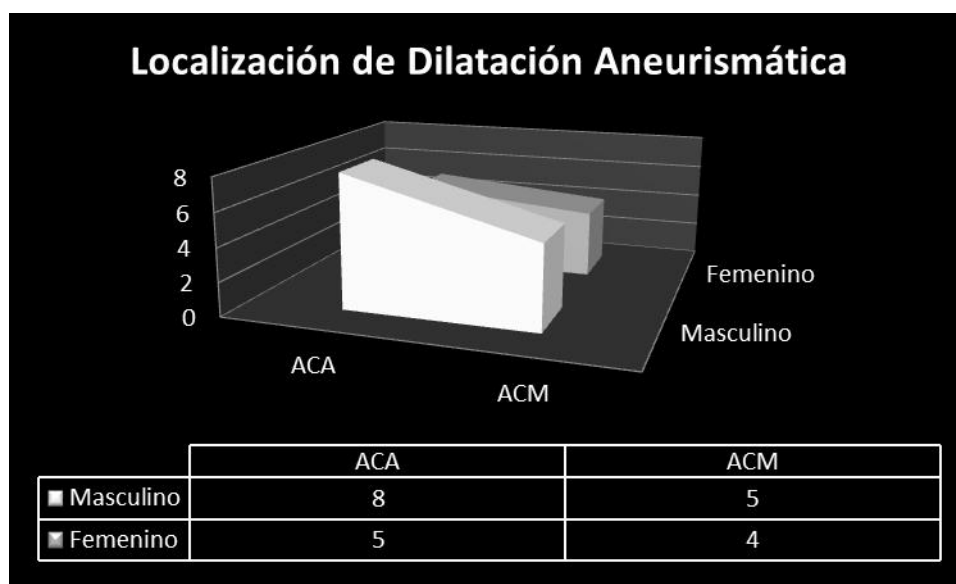 Localización de Dilatación Aneurismática
8
6
4
2
0
Femenino
Masculino
ACA
ACM
ACA ACM
Masculino 8 5
Femenino 5 4